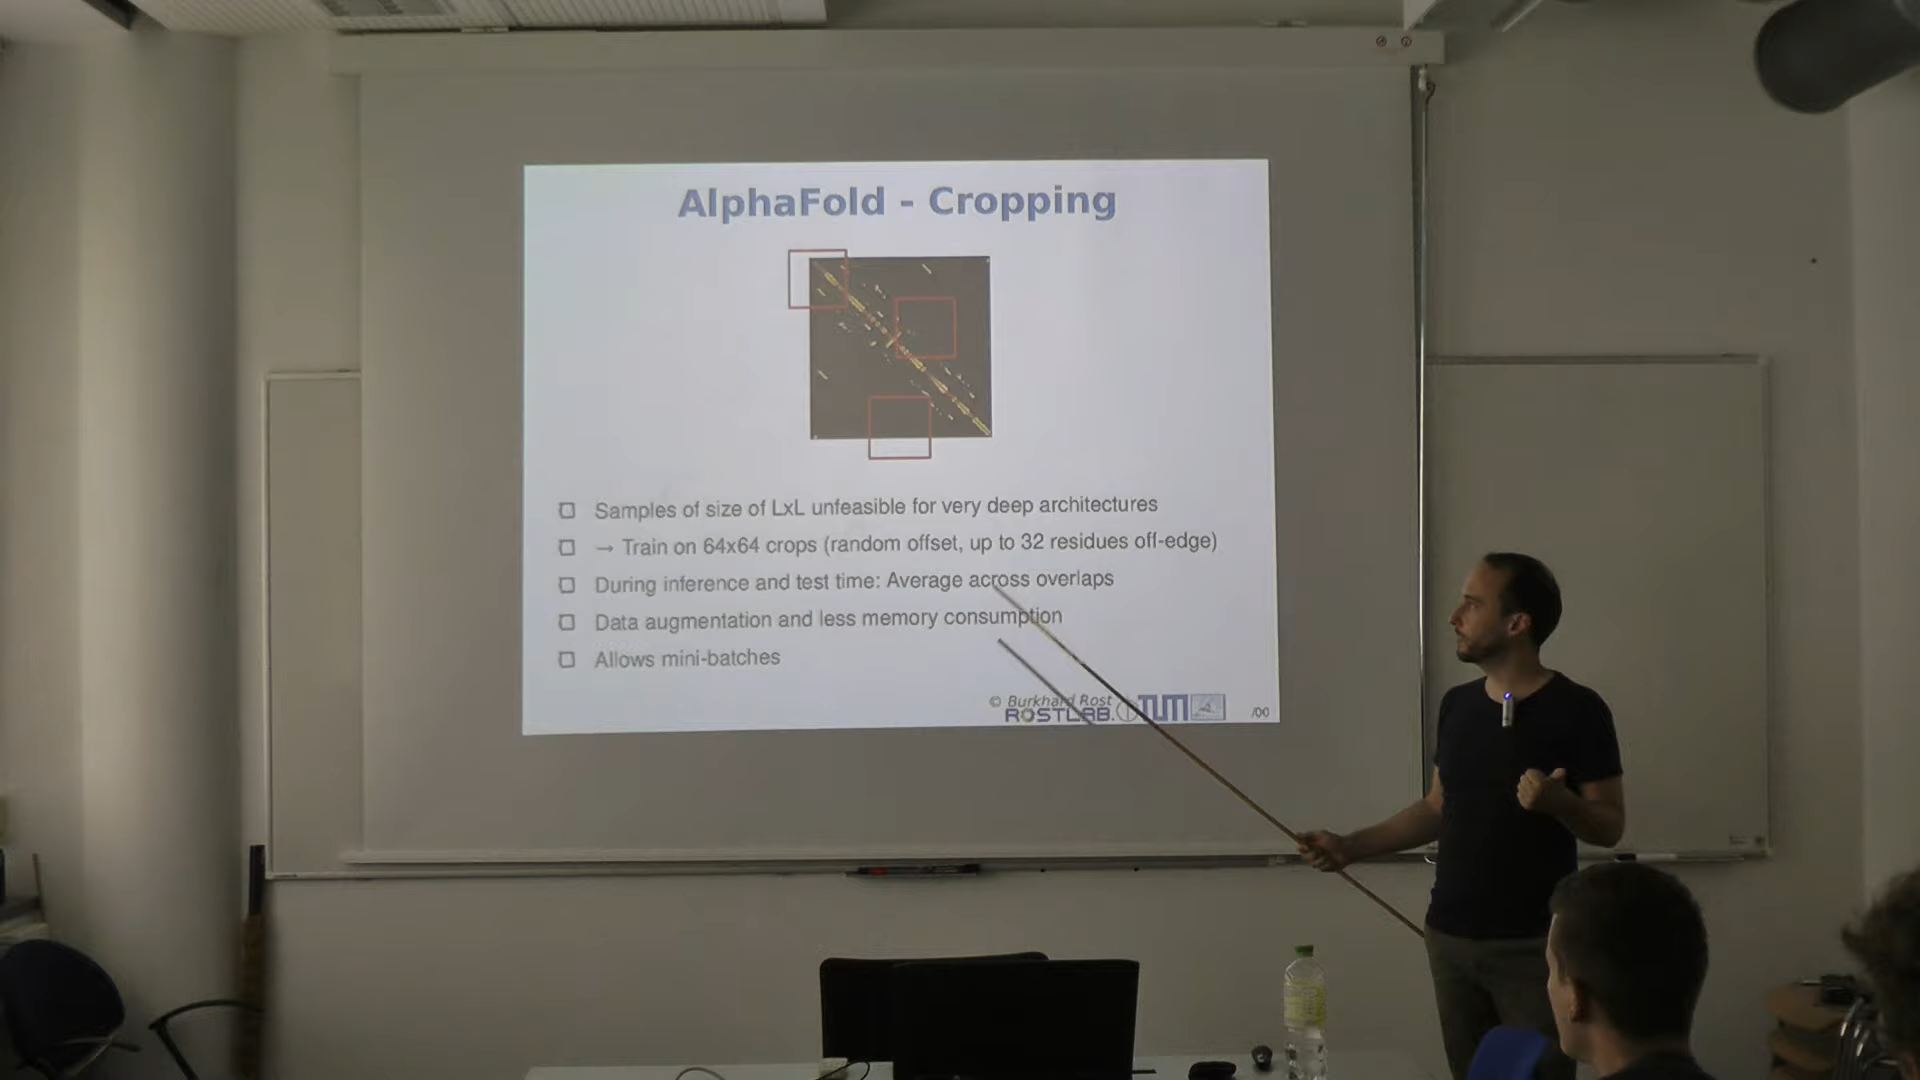 AlphaFold - Cropping
Samples of size of LxL unfeasible for very deep architectures
→ Train on 64x64 crops (random offset, up to 32 residues off-edge)
During inference and test time: Average across overlaps
Data augmentation and less memory consumption
Allows mini-batches
© Burkhard Rost
ROSTLAB.
TUM
/00